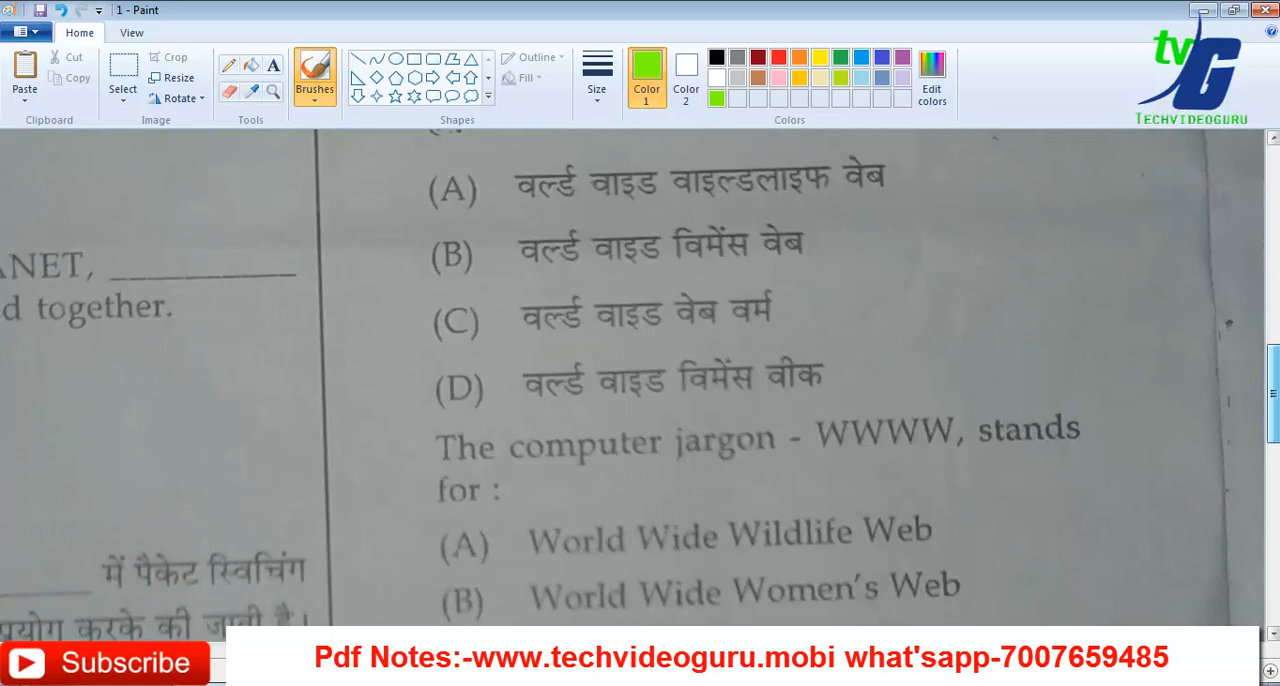 1 - Paint
Home
View
Paste
Cut
Copy
Clipboard
Select
Crop
Resize
Rotate
Image
Tools
Brushes
Shapes
Outline
Fill
Size
Color
1
Color
2
Colors
Edit
colors
tv G
TECHVIDEOGURU
NET,
d together.
में पैकेट स्विचिंग
करके की जाती है।
(A) वर्ल्ड वाइड वाइल्डलाइफ वेब
(B) वर्ल्ड वाइड विमेंस वेब
(C) वर्ल्ड वाइड वेब वर्म
(D) वर्ल्ड वाइड विमेंस वीक
The computer jargon - WWWW, stands
for :
(A) World Wide Wildlife Web
(B) World Wide Women's Web
Subscribe
Pdf Notes:-www.techvideoguru.mobi what'sapp-7007659485